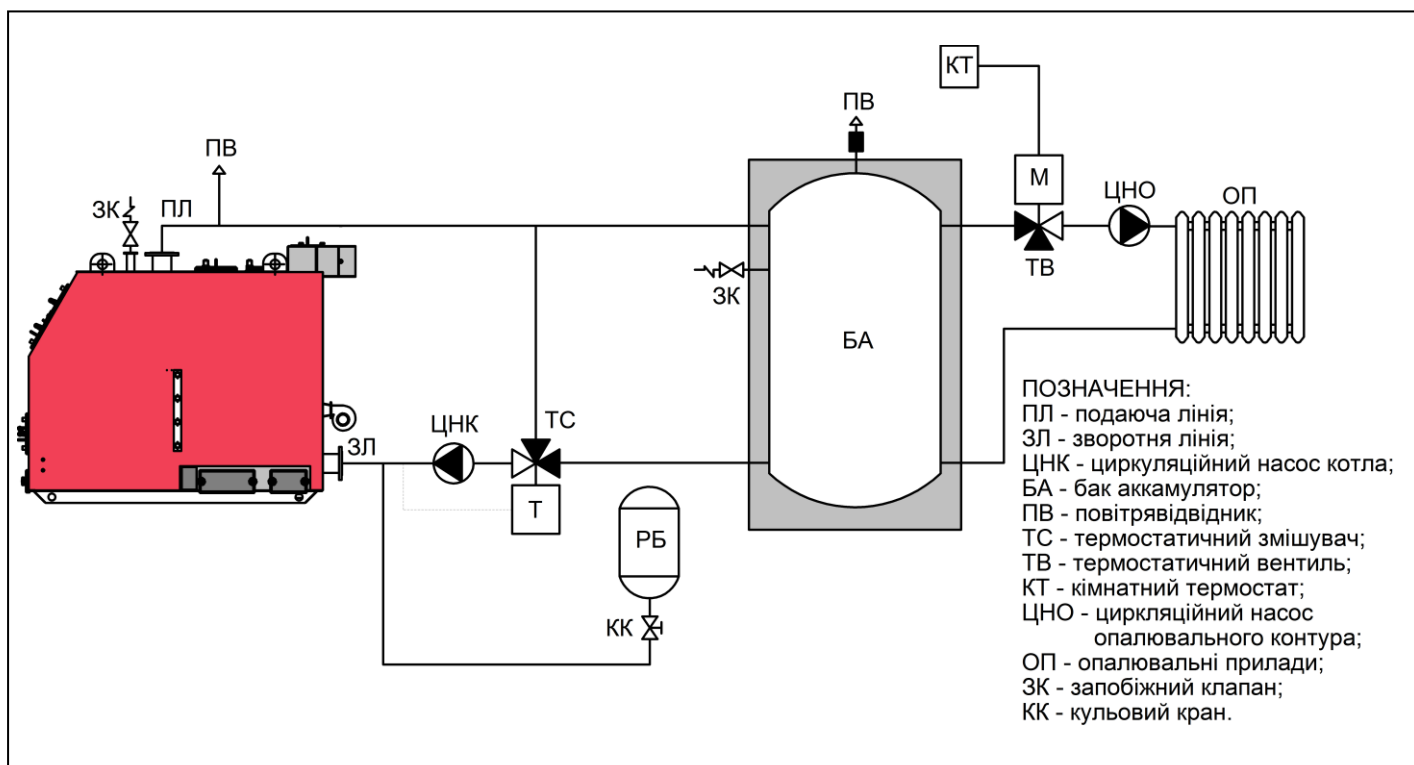 КТ
ПВ
ПВ
М
ЦНО
ОП
ЗК
ПЛ
ТВ
ЗК
БА
ПОЗНАЧЕННЯ:
ПЛ - подаюча лінія;
ЗЛ - зворотня лінія;
ЦНК - циркуляційний насос котла;
БА - бак аккамулятор;
ПВ - повітрявідвідник;
ТС - термостатичний змішувач;
ТВ - термостатичний вентиль;
КТ - кімнатний термостат;
ЦНО - циркляційний насос
опалювального контура;
ОП - опалювальні прилади;
ЗК - запобіжний клапан;
КК - кульовий кран.
ЦНК
ТС
ЗЛ
Т
РБ
КК